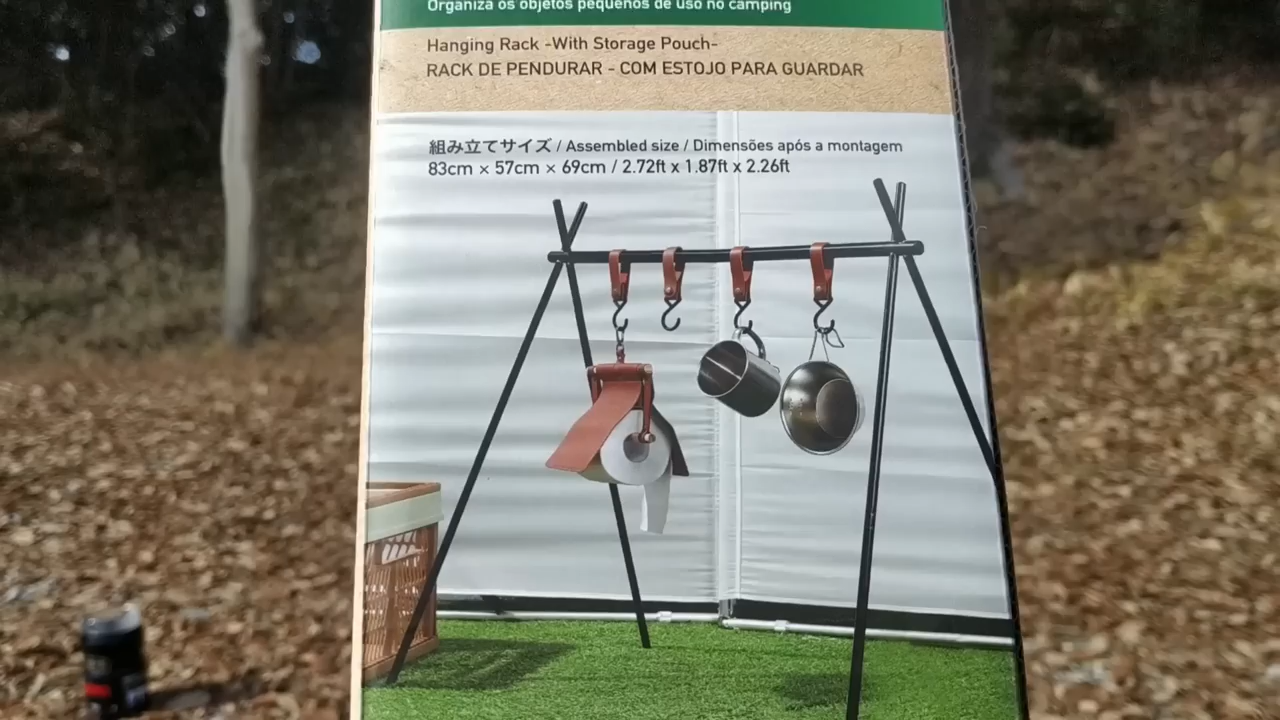 Organiza os objetos pequenos de uso no camping
Hanging Rack -With Storage Pouch-
RACK DE PENDURAR - COM ESTOJO PARA GUARDAR
組み立てサイズ / Assembled size / Dimensões após a montagem
83cm × 57cm × 69cm / 2.72ft x 1.87ft x 2.26ft